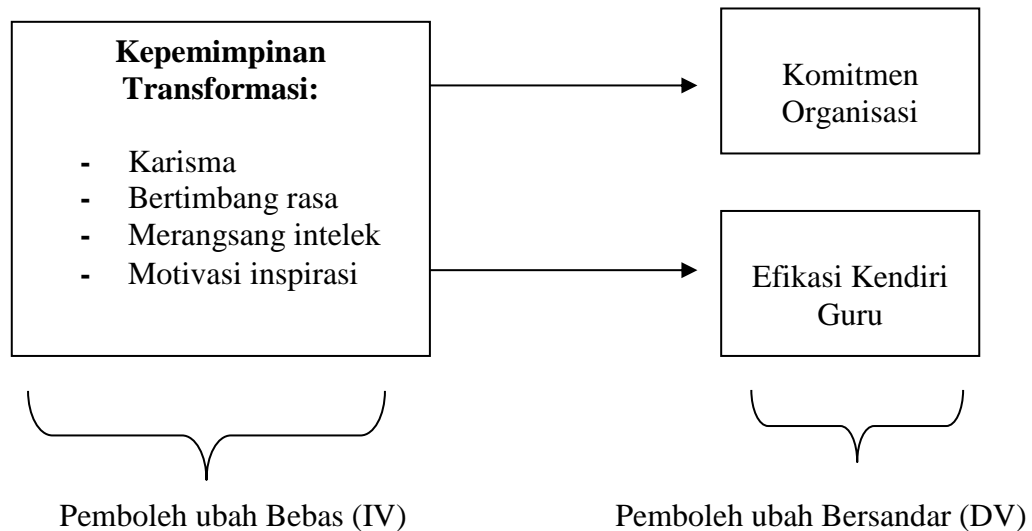 Kepemimpinan
Transformasi:
- Karisma
- Bertimbang rasa
- Merangsang intelek
- Motivasi inspirasi
Komitmen
Organisasi
Efikasi Kendiri
Guru
Pemboleh ubah Bebas (IV)
Pemboleh ubah Bersandar (DV)